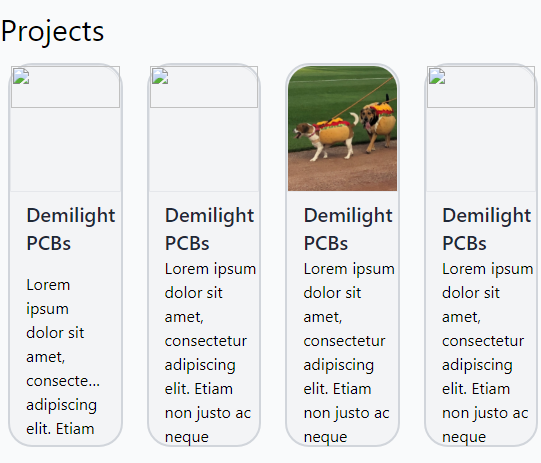 Projects
Demilight
PCBs
Lorem
ipsum
dolor sit
amet,
consecte...
adipiscing
elit. Etiam
Demilight
PCBs
Lorem ipsum
dolor sit
amet,
consectetur
adipiscing
elit. Etiam
non justo ac
neque
Demilight
PCBs
Lorem ipsum
dolor sit
amet,
consectetur
adipiscing
elit. Etiam
non justo ac
neque
Demilight
PCBs
Lorem ipsum
dolor sit
amet,
consectetur
adipiscing
elit. Etiam
non justo ac
neque